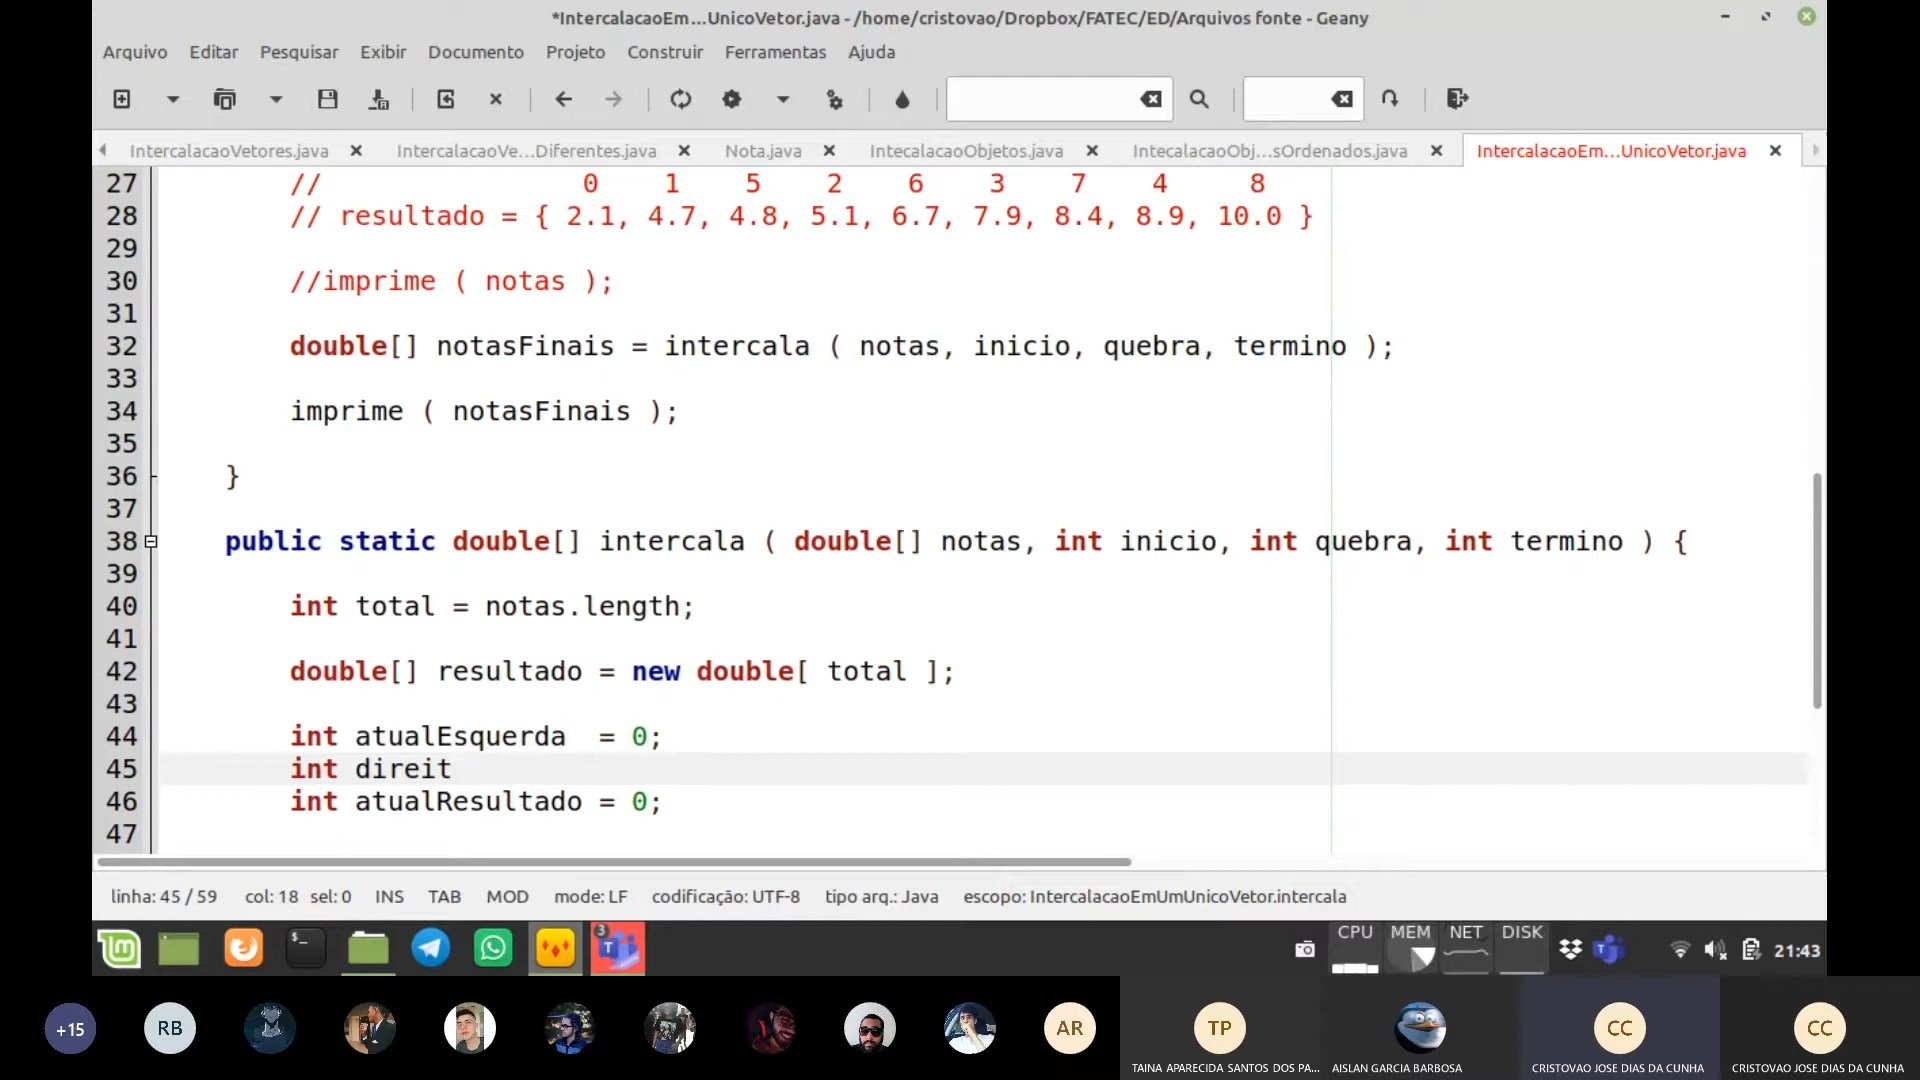 *IntercalacaoEm...UnicoVetor.java - /home/cristovao/Dropbox/FATEC/ED/Arquivos fonte - Geany
Arquivo Editar Pesquisar Exibir Documento Projeto Construir Ferramentas Ajuda
IntercalacaoVetores.java IntercalacaoVe...Diferentes.java Nota.java IntecalacaoObjetos.java IntecalacaoObj...sOrdenados.java IntercalacaoEm...UnicoVetor.java
27 // 0 1 5 2 6 3 7 4 8
28 // resultado = { 2.1, 4.7, 4.8, 5.1, 6.7, 7.9, 8.4, 8.9, 10.0 }
29
30 //imprime ( notas );
31
32 double[] notasFinais = intercala ( notas, inicio, quebra, termino );
33
34 imprime ( notasFinais );
35
36 }
37
38 public static double[] intercala ( double[] notas, int inicio, int quebra, int termino ) {
39
40 int total = notas.length;
41
42 double[] resultado = new double[ total ];
43
44 int atualEsquerda = 0;
45 int direit
46 int atualResultado = 0;
47
linha: 45 / 59 col: 18 sel: 0 INS TAB MOD mode: LF codificação: UTF-8 tipo arq.: Java escopo: IntercalacaoEmUmUnicoVetor.intercala
3 T CPU MEM NET DISK 21:43
+15 RB AR TP CC CC
TAINA APARECIDA SANTOS DOS PA... AISLAN GARCIA BARBOSA CRISTOVAO JOSE DIAS DA CUNHA CRISTOVAO JOSE DIAS DA CUNHA